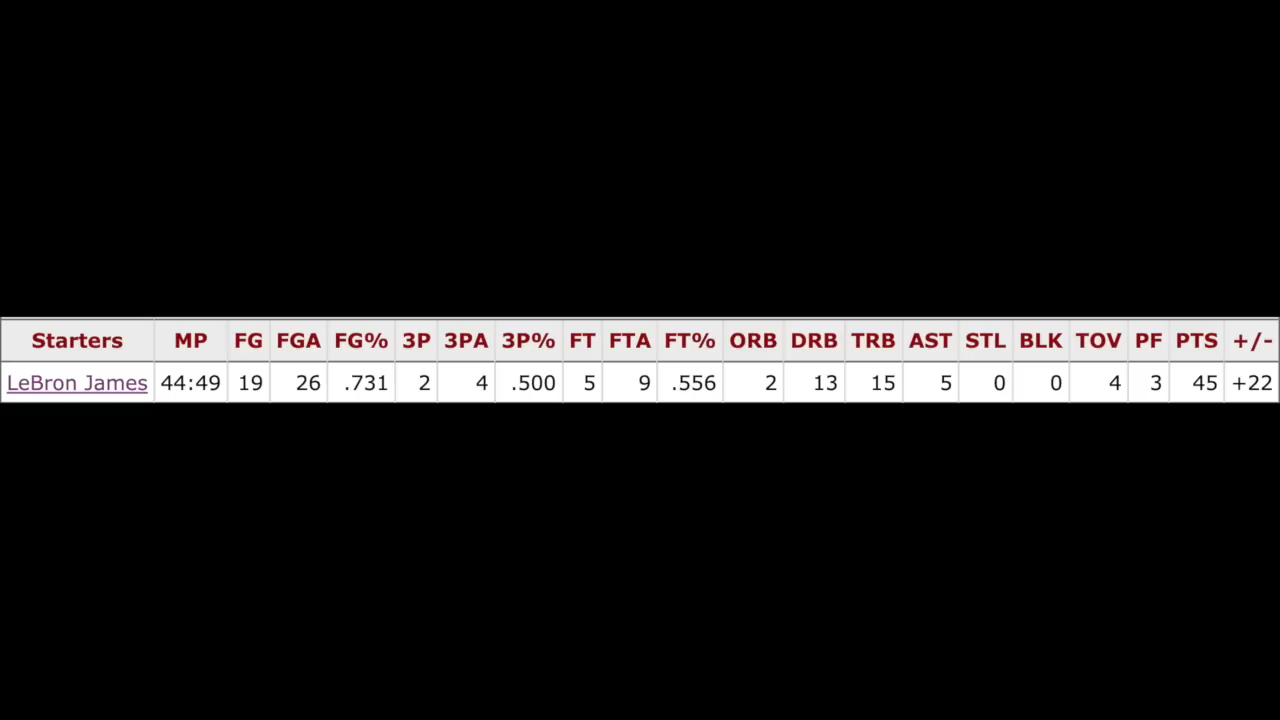 Starters MP FG FGA FG% 3P 3PA 3P% FT FTA FT% ORB DRB TRB AST STL BLK TOV PF PTS +/-
LeBron James 44:49 19 26 .731 2 4 .500 5 9 .556 2 13 15 5 0 0 4 3 45 +22